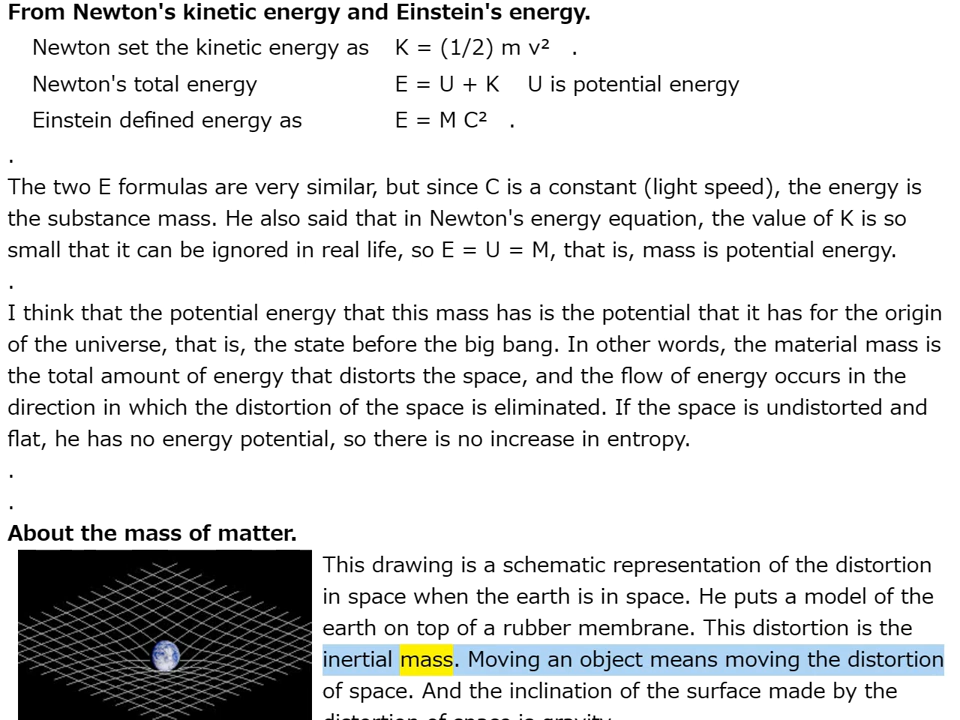 From Newton's kinetic energy and Einstein's energy.
Newton set the kinetic energy as K = (1/2) m v² .
Newton's total energy E = U + K U is potential energy
Einstein defined energy as E = M C² .
.
The two E formulas are very similar, but since C is a constant (light speed), the energy is
the substance mass. He also said that in Newton's energy equation, the value of K is so
small that it can be ignored in real life, so E = U = M, that is, mass is potential energy.
.
I think that the potential energy that this mass has is the potential that it has for the origin
of the universe, that is, the state before the big bang. In other words, the material mass is
the total amount of energy that distorts the space, and the flow of energy occurs in the
direction in which the distortion of the space is eliminated. If the space is undistorted and
flat, he has no energy potential, so there is no increase in entropy.
.
.
About the mass of matter.
This drawing is a schematic representation of the distortion
in space when the earth is in space. He puts a model of the
earth on top of a rubber membrane. This distortion is the
inertial mass. Moving an object means moving the distortion
of space. And the inclination of the surface made by the
distortion of space is gravity.